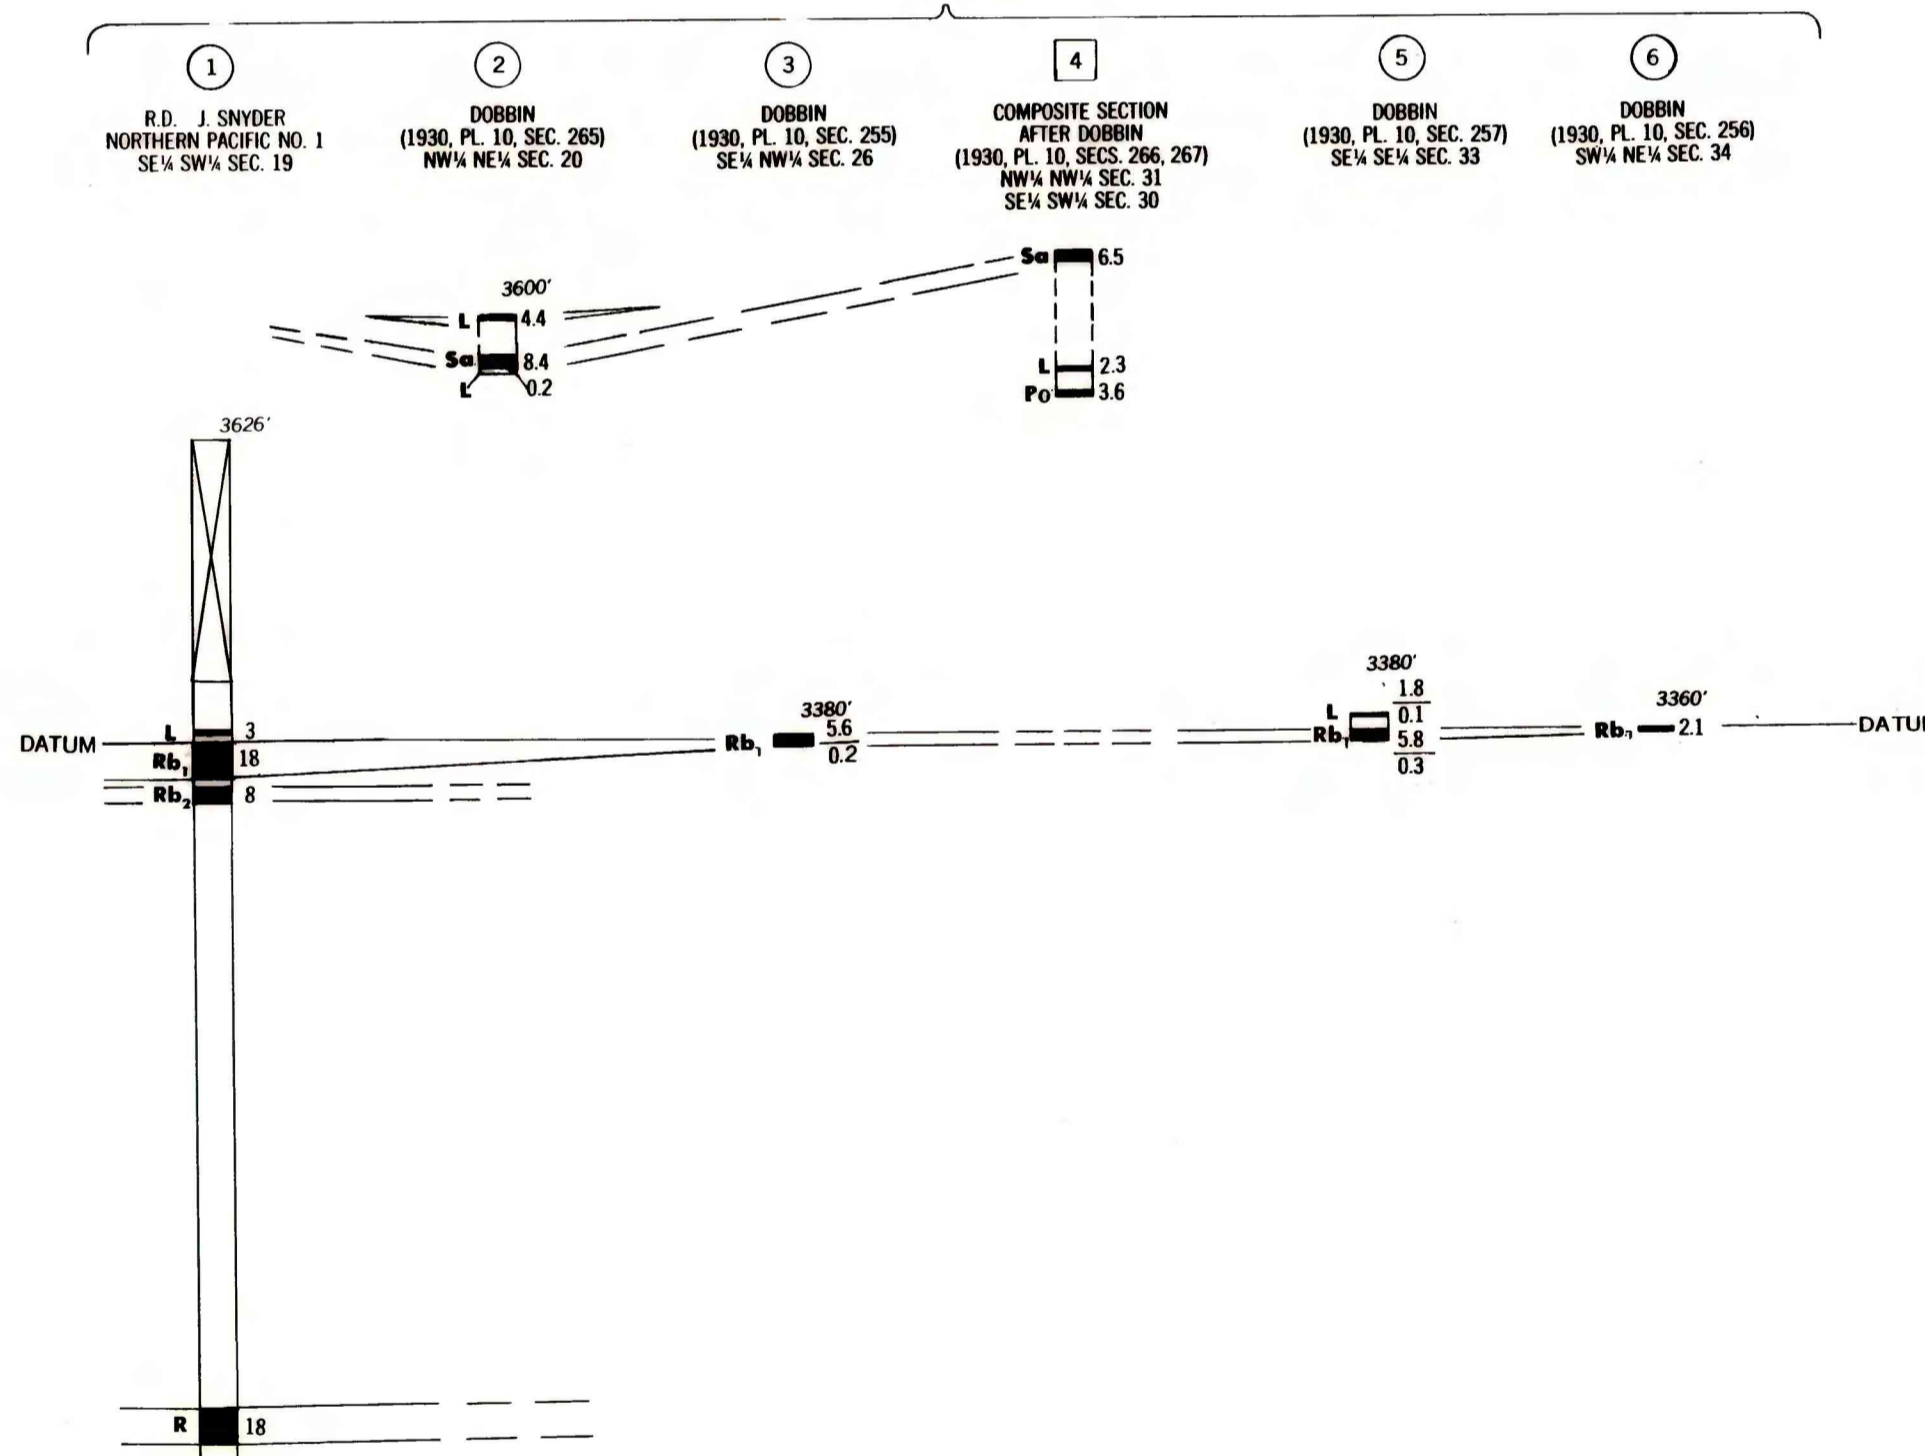 1
R.D. J. SNYDER
NORTHERN PACIFIC NO. 1
SE¼ SW¼ SEC. 19
2
DOBBIN
(1930, PL. 10, SEC. 265)
NW¼ NE¼ SEC. 20
3
DOBBIN
(1930, PL. 10, SEC. 255)
SE¼ NW¼ SEC. 26
4
COMPOSITE SECTION
AFTER DOBBIN
(1930, PL. 10, SECS. 266, 267)
NW¼ NW¼ SEC. 31
SE¼ SW¼ SEC. 30
5
DOBBIN
(1930, PL. 10, SEC. 257)
SE¼ SE¼ SEC. 33
6
DOBBIN
(1930, PL. 10, SEC. 256)
SW¼ NE¼ SEC. 34
3626'
L 3
DATUM
Rb₁ 18
Rb₂ 8
R 18
3600'
L 4.4
Sa 8.4
L 0.2
3380'
Rb₁ 5.6
0.2
Sa 6.5
L 2.3
Po 3.6
3380'
1.8
L 0.1
Rb₁ 5.8
0.3
3360'
Rb₁ 2.1
DATU